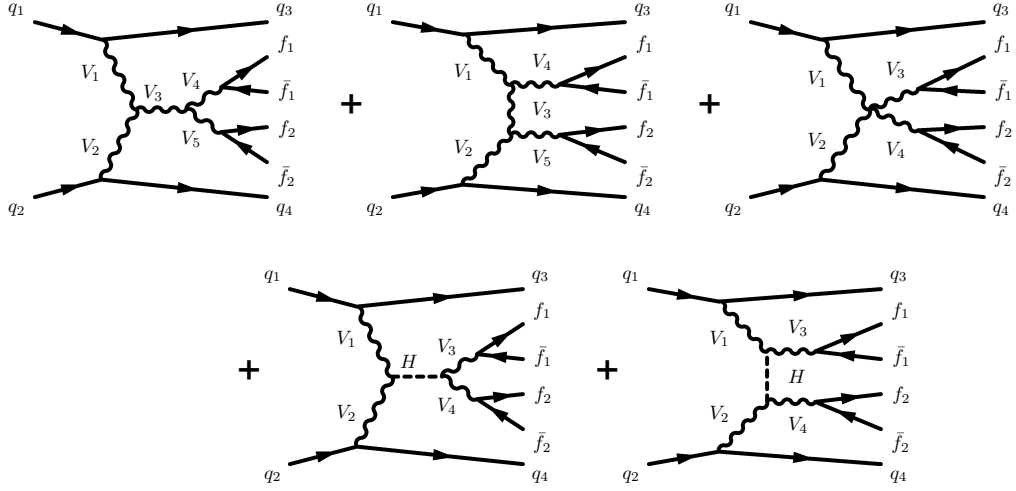 q₁ q₃ q₁ q₃ q₁ q₃
f₁ f₁ f₁
V₁ V₄ V₁ V₄ V₁ V₃
V₃ f̄₁ + f̄₁ + f̄₁
V₃
f₂ f₂ f₂
V₂ V₅ V₂ V₅ V₂ V₄
f̄₂ f̄₂ f̄₂
q₂ q₄ q₂ q₄ q₂ q₄
q₁ q₃ q₁ q₃
f₁ f₁
V₁ V₃ V₁ V₃
H f̄₁ f̄₁
+ + H
f₂ f₂
V₂ V₄ V₂ V₄
f̄₂ f̄₂
q₂ q₄ q₂ q₄